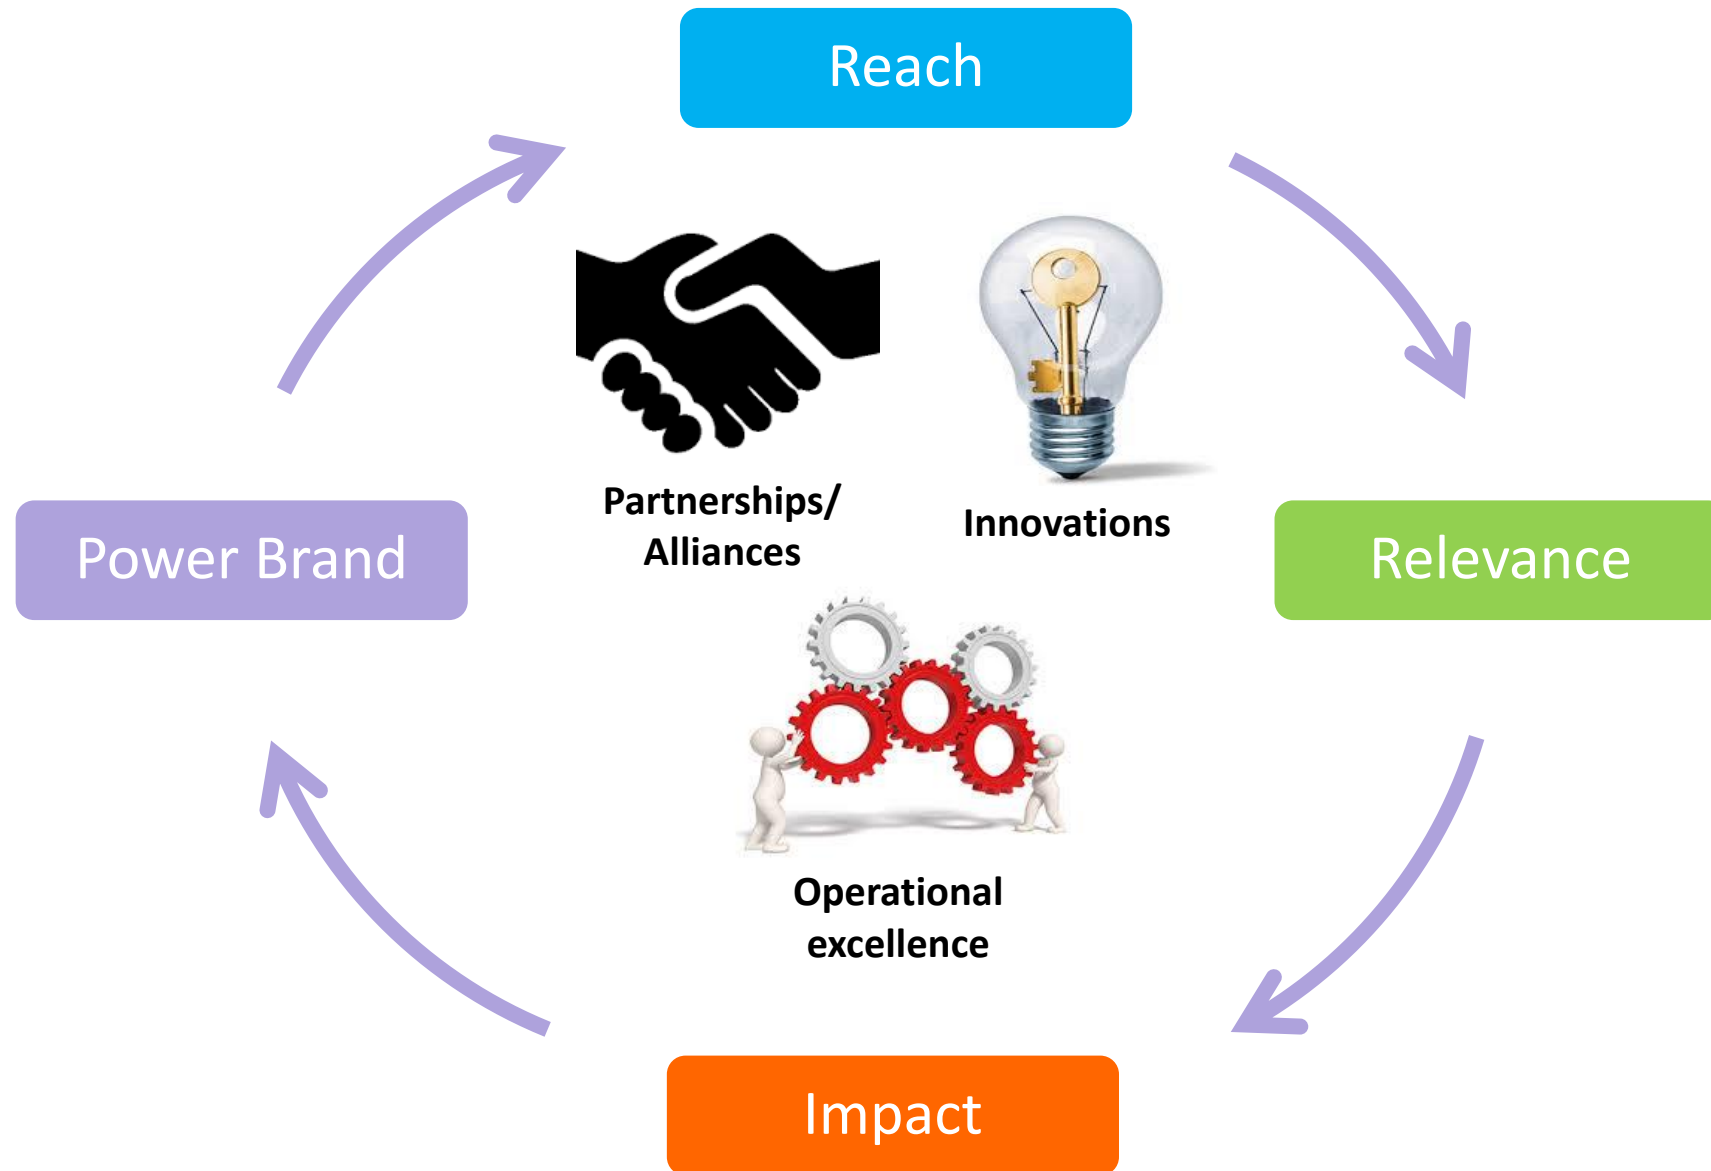 Reach
Partnerships/
Alliances
Innovations
Power Brand
Relevance
Operational
excellence
Impact